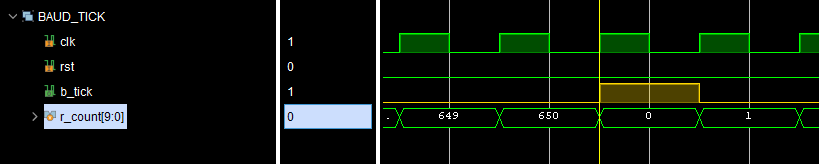 BAUD_TICK
clk 1
rst 0
b_tick 1
r_count[9:0] 0 . 649 650 0 1